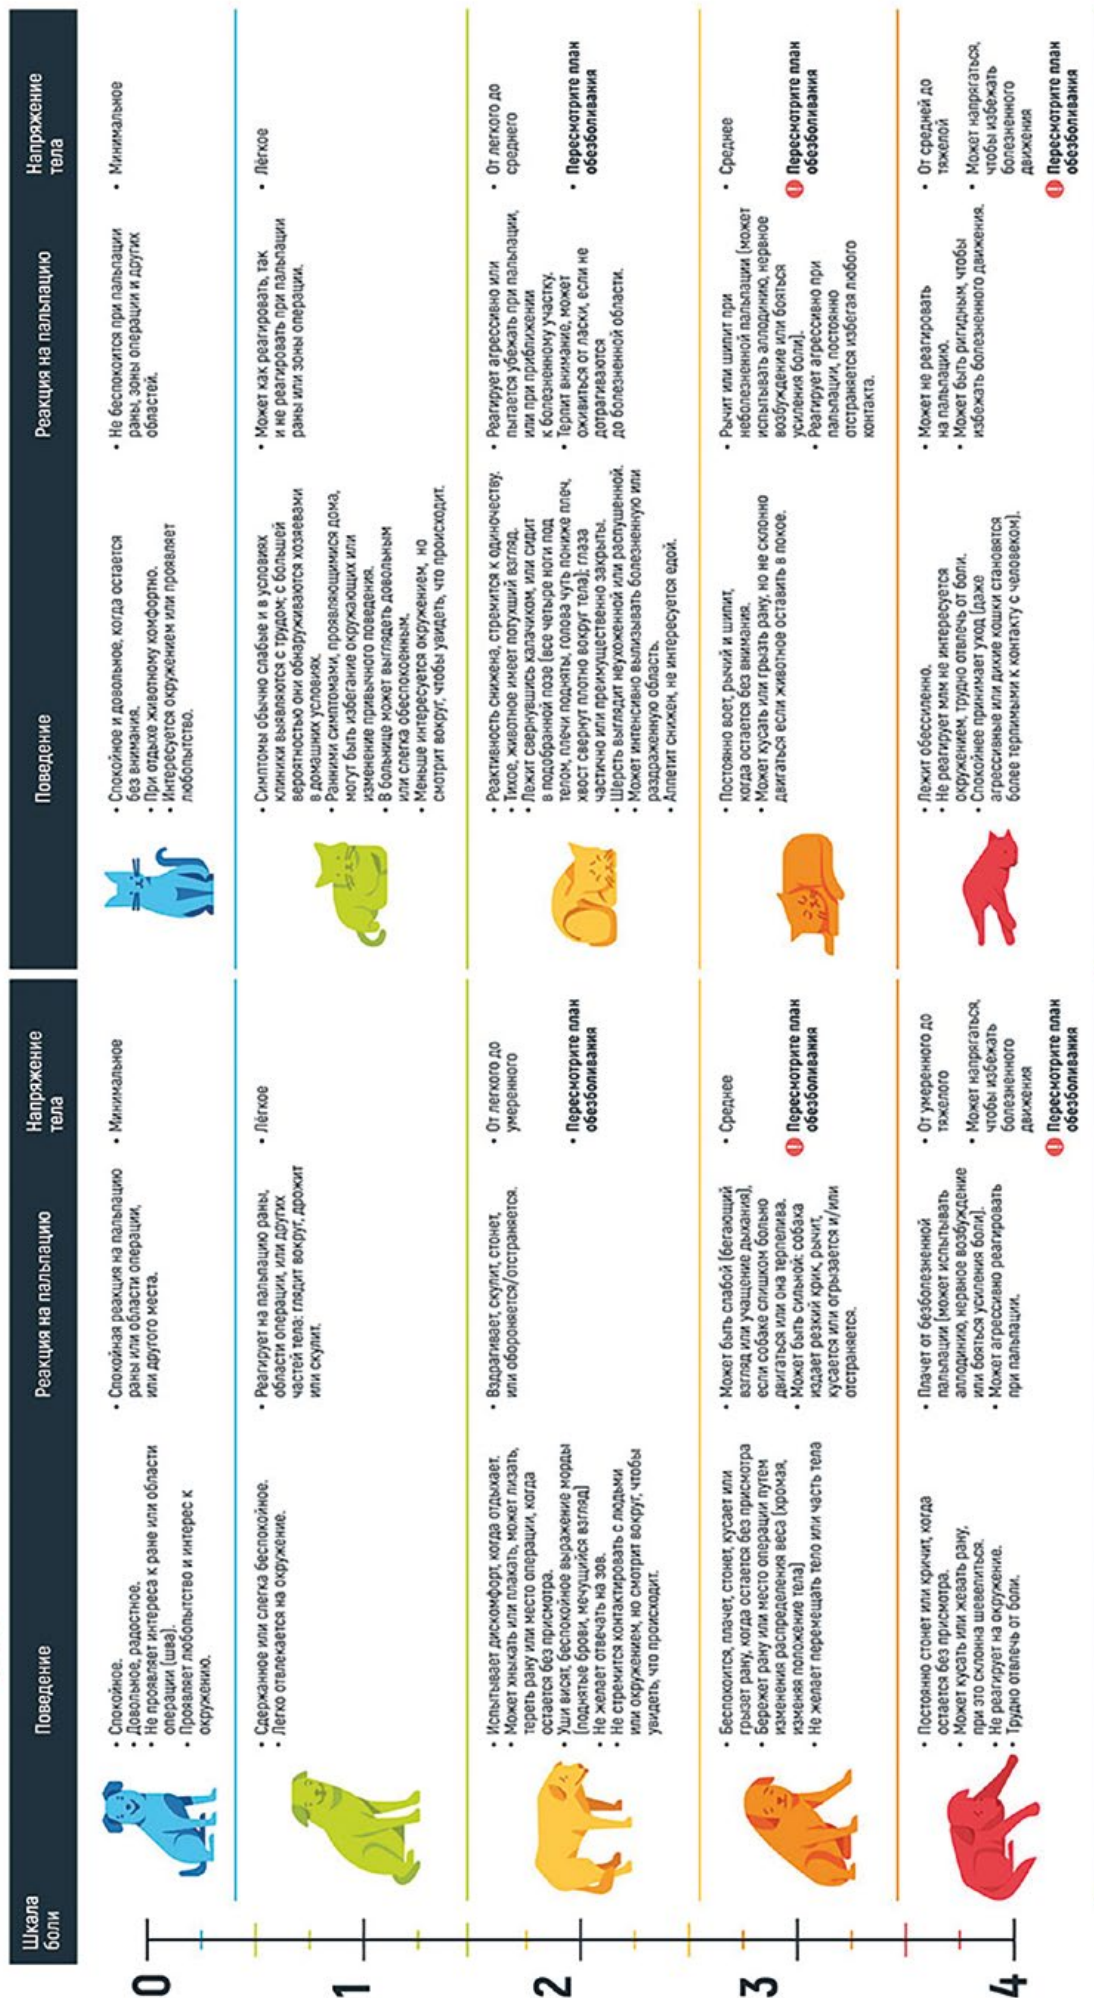 Шкала
боли
Поведение
Реакция на пальпацию
Напряжение
тела
Поведение
Реакция на пальпацию
Напряжение
тела
0
• Спокойное.
• Довольное, радостное.
• Не проявляет интереса к ране или области
операции (шва).
• Проявляет любопытство и интерес к
окружению.
• Спокойная реакция на пальпацию
раны или области операции,
или другого места.
• Минимальное
• Спокойное и довольное, когда остается
без внимания.
• При отдыхе животному комфортно.
• Интересуется окружением или проявляет
любопытство.
• Не беспокоится при пальпации
раны, зоны операции и других
областей.
• Минимальное
1
• Сдержанное или слегка беспокойное.
• Легко отвлекается на окружение.
• Реагирует на пальпацию раны,
области операции, или других
частей тела: глядит вокруг, дрожит
или скулит.
• Лёгкое
• Симптомы обычно слабые и в условиях
клиники выявляются с трудом; с большей
вероятностью они обнаруживаются хозяевами
в домашних условиях.
• Ранними симптомами, проявляющимися дома,
могут быть избегание окружающих или
изменение привычного поведения.
• В больнице может выглядеть довольным
или слегка обеспокоенным.
• Меньше интересуется окружением, но
смотрит вокруг, чтобы увидеть, что происходит.
• Может как реагировать, так
и не реагировать при пальпации
раны или зоны операции.
• Лёгкое
2
• Испытывает дискомфорт, когда отдыхает.
• Может хныкать или плакать, может лизать,
тереть рану или место операции, когда
остается без присмотра.
• Уши висят, беспокойное выражение морды
(поднятые брови, мечущийся взгляд)
• Не желает отвечать на зов.
• Не стремится контактировать с людьми
или окружением, но смотрит вокруг, чтобы
увидеть, что происходит.
• Вздрагивает, скулит, стонет,
или обороняется/отстраняется.
• От легкого до
умеренного
• Пересмотрите план
обезболивания
• Реактивность снижена, стремится к одиночеству.
• Тихое, животное имеет потухший взгляд.
• Лежит свернувшись калачиком, или сидит
в подобранной позе (все четыре ноги под
телом, плечи подняты, голова чуть пониже плеч,
хвост свернут плотно вокруг тела); глаза
частично или преимущественно закрыты.
• Шерсть выглядит неухоженной или распушенной.
• Может интенсивно вылизывать болезненную или
раздраженную область.
• Аппетит снижен, не интересуется едой.
• Реагирует агрессивно или
пытается убежать при пальпации,
или при приближении
к болезненному участку.
• Терпит внимание, может
оживиться от ласки, если не
дотрагиваются
до болезненной области.
• От легкого до
среднего
• Пересмотрите план
обезболивания
3
• Беспокоится, плачет, стонет, кусает или
грызет рану, когда остается без присмотра
• Бережет рану или место операции путем
изменения распределения веса (хромая,
изменяя положение тела)
• Не желает перемещать тело или часть тела
• Может быть слабой (бегающий
взгляд или учащение дыхания),
если собаке слишком больно
двигаться или она терпелива.
• Может быть сильной: собака
издает резкий крик, рычит,
кусается или огрызается и/или
отстраняется.
• Среднее
! Пересмотрите план
обезболивания
• Постоянно воет, рычий и шипит,
когда остается без внимания.
• Может кусать или грызть рану, но не склонно
двигаться если животное оставить в покое.
• Рычит или шипит при
неболезненной пальпации (может
испытывать аллодинию, нервное
возбуждение или бояться
усиления боли).
• Реагирует агрессивно при
пальпации, постоянно
отстраняется избегая любого
контакта.
• Среднее
! Пересмотрите план
обезболивания
4
• Постоянно стонет или кричит, когда
остается без присмотра.
• Может кусать или жевать рану,
при это склонна шевелиться.
• Не реагирует на окружение.
• Трудно отвлечь от боли.
• Плачет от безболезненной
пальпации (может испытывать
аллодинию, нервное возбуждение
или бояться усиления боли).
• Может агрессивно реагировать
при пальпации.
• От умеренного до
тяжелого
• Может напрягаться,
чтобы избежать
болезненного
движения
! Пересмотрите план
обезболивания
• Лежит обессиленно.
• Не реагирует млм не интересуется
окружением, трудно отвлечь от боли.
• Спокойнее принимает уход (даже
агрессивные или дикие кошки становятся
более терпимыми к контакту с человеком).
• Может не реагировать
на пальпацию.
• Может быть ригидным, чтобы
избежать болезненного движения.
• От средней до
тяжелой
• Может напрягаться,
чтобы избежать
болезненного
движения
! Пересмотрите план
обезболивания